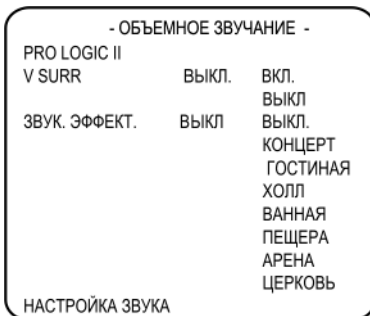 - ОБЪЕМНОЕ ЗВУЧАНИЕ -
PRO LOGIC II
V SURR ВЫКЛ. ВКЛ.
ВЫКЛ
ЗВУК. ЭФФЕКТ. ВЫКЛ ВЫКЛ.
КОНЦЕРТ
ГОСТИНАЯ
ХОЛЛ
ВАННАЯ
ПЕЩЕРА
АРЕНА
ЦЕРКОВЬ
НАСТРОЙКА ЗВУКА